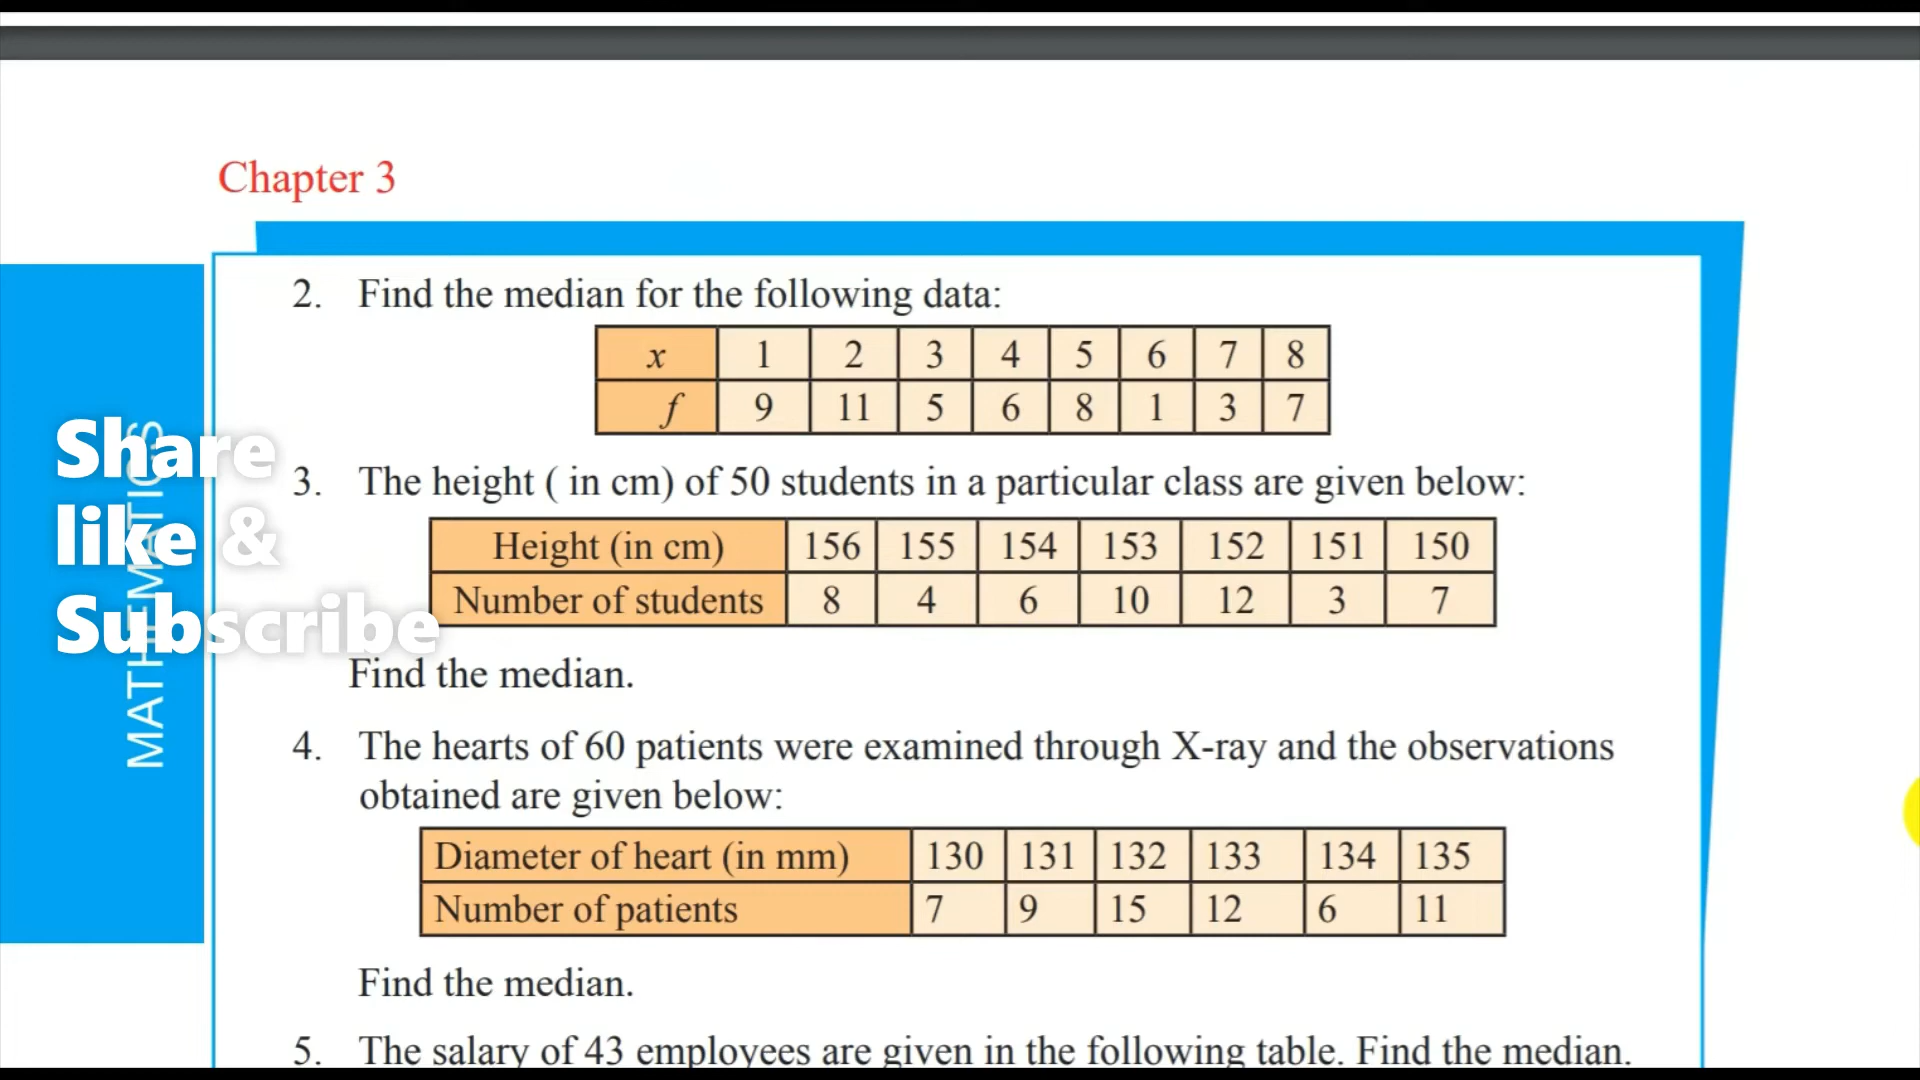 Chapter 3
2. Find the median for the following data:
x 1 2 3 4 5 6 7 8
f 9 11 5 6 8 1 3 7
3. The height ( in cm) of 50 students in a particular class are given below:
Height (in cm) 156 155 154 153 152 151 150
Number of students 8 4 6 10 12 3 7
Find the median.
4. The hearts of 60 patients were examined through X-ray and the observations
obtained are given below:
Diameter of heart (in mm) 130 131 132 133 134 135
Number of patients 7 9 15 12 6 11
Find the median.
5. The salary of 43 employees are given in the following table. Find the median.
MATHEMATICS
Share
like &
Subscribe